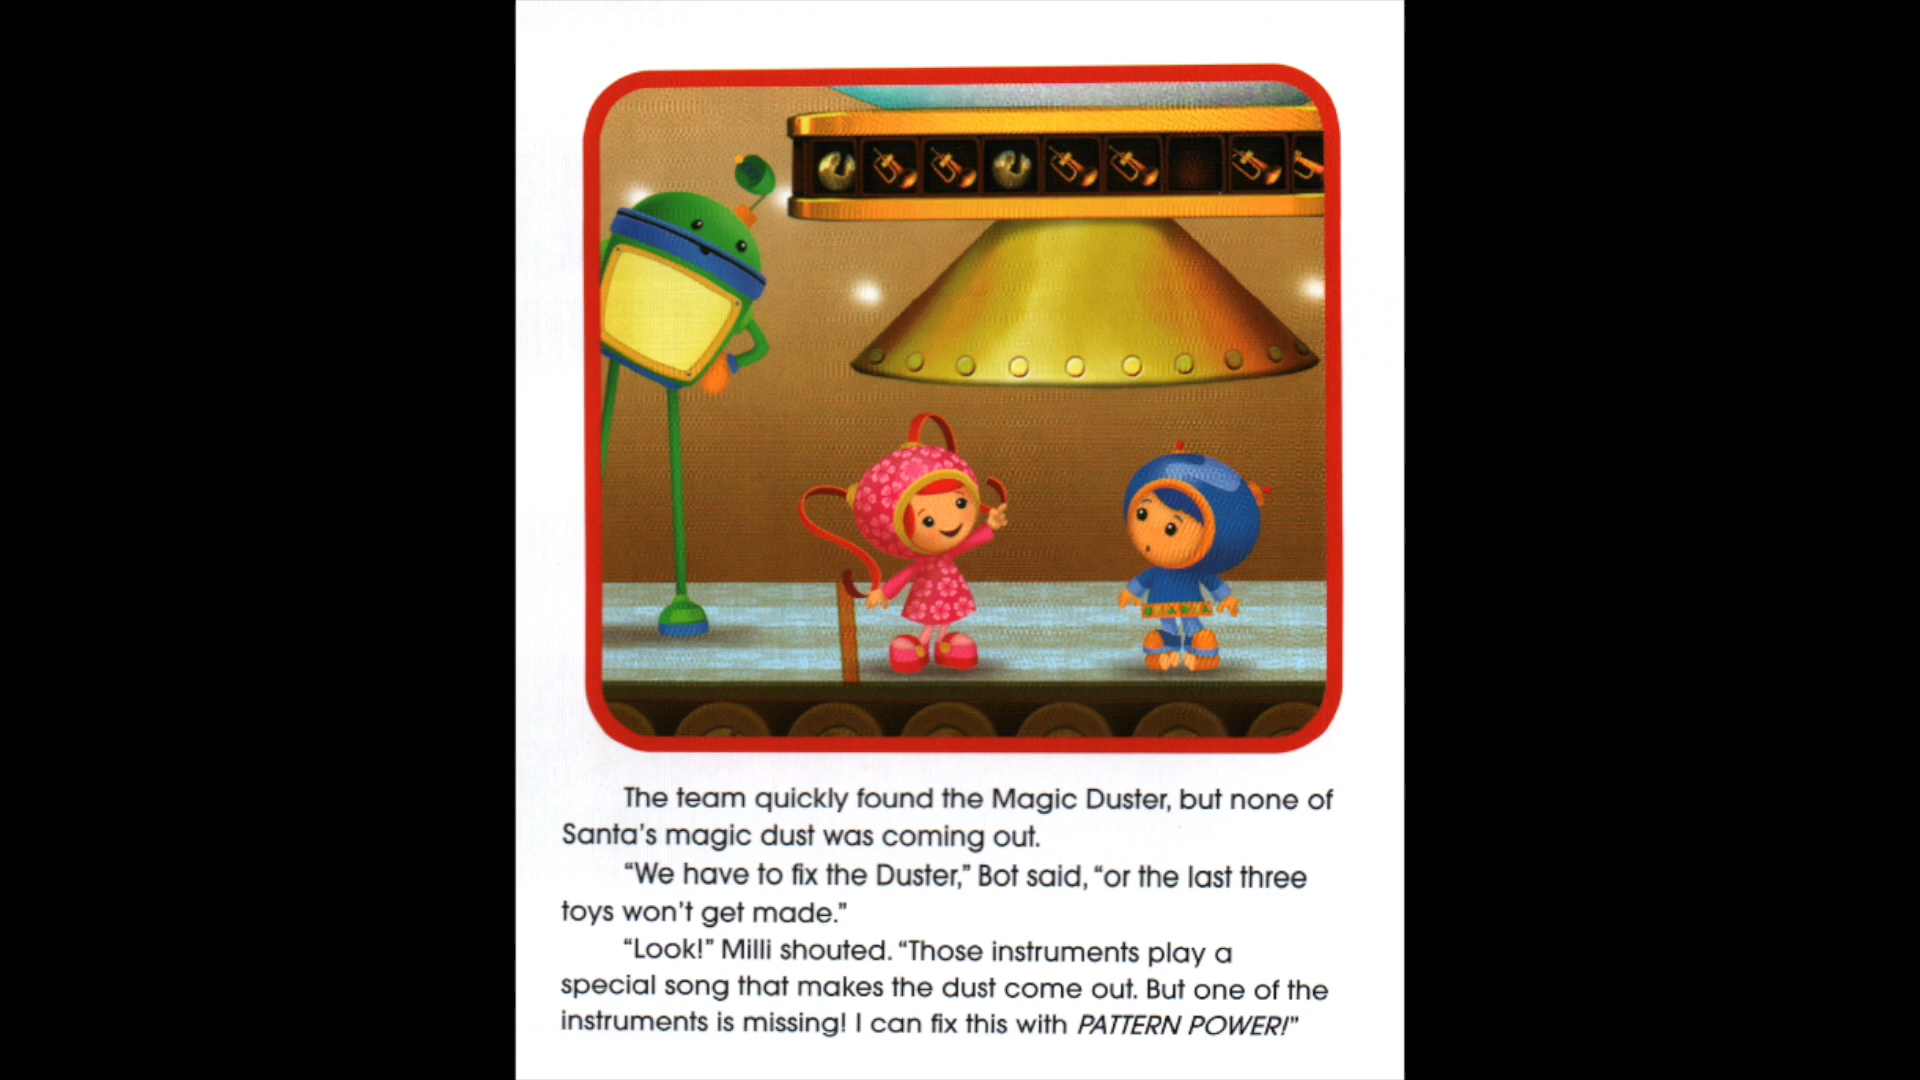 The team quickly found the Magic Duster, but none of
Santa's magic dust was coming out.
“We have to fix the Duster,” Bot said, “or the last three
toys won't get made.”
“Look!” Milli shouted. “Those instruments play a
special song that makes the dust come out. But one of the
instruments is missing! I can fix this with PATTERN POWER!”